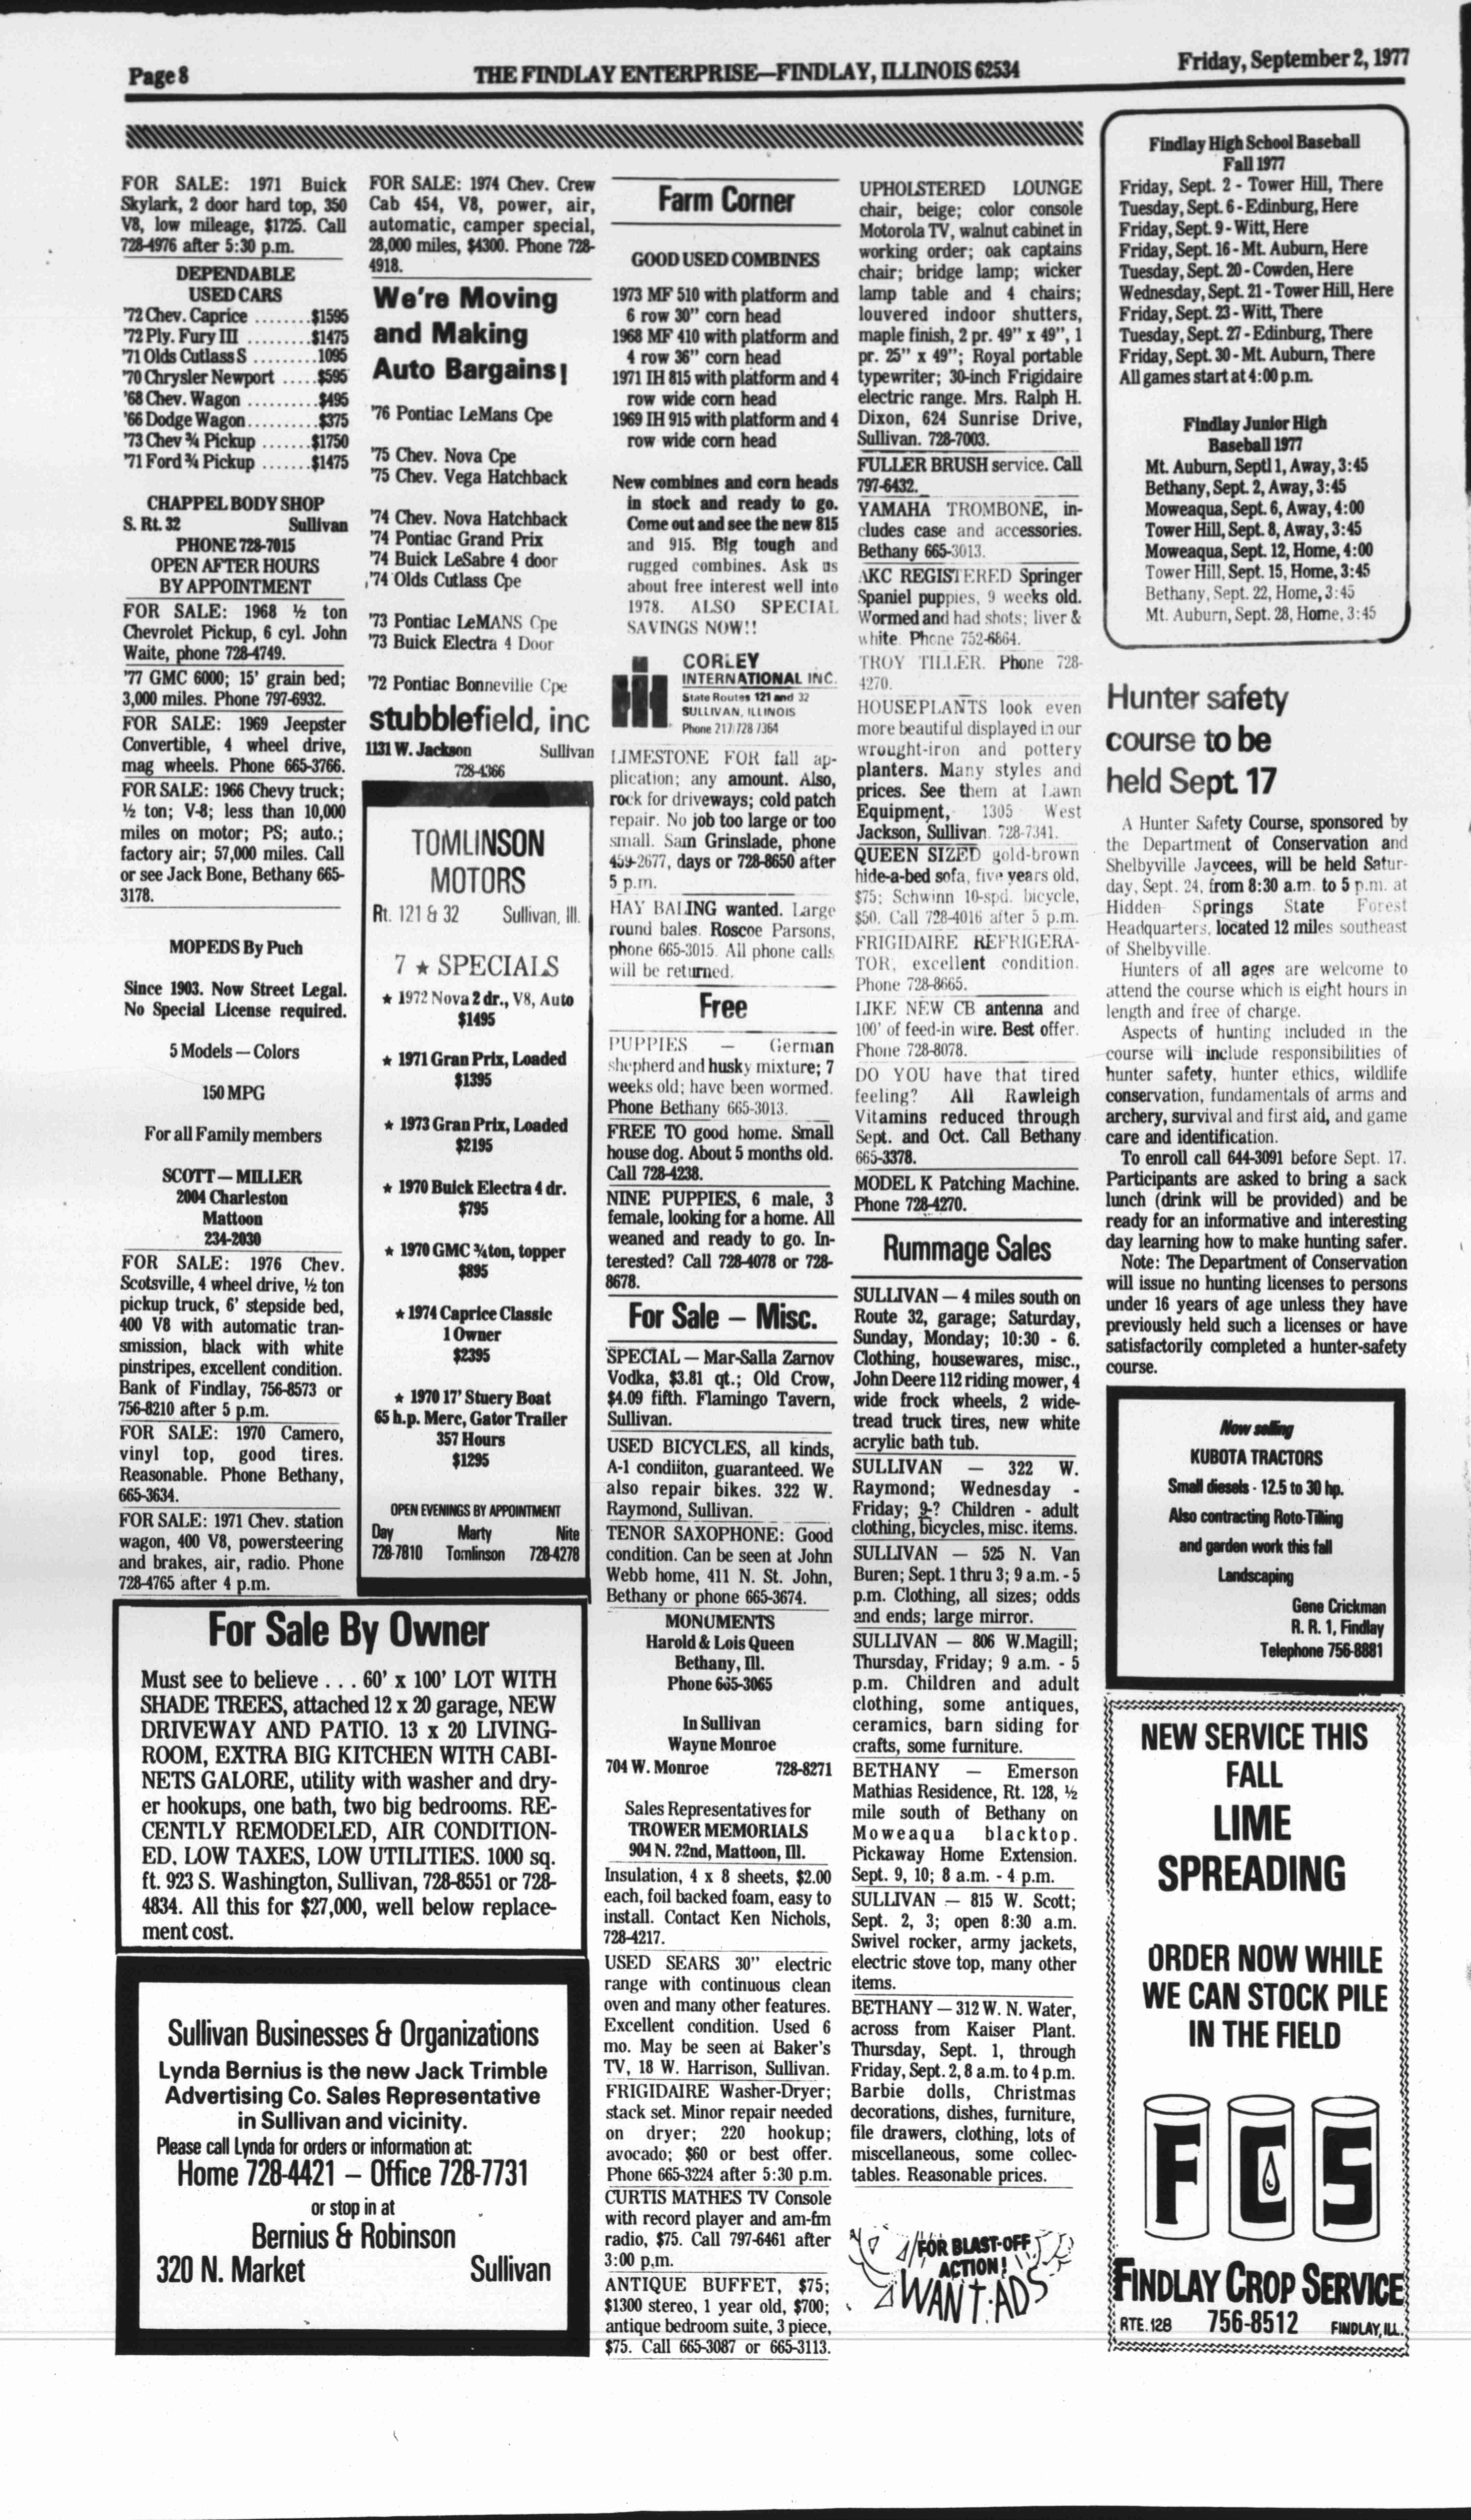 Page 8
THE FINDLAY ENTERPRISE—FINDLAY, ILLINOIS 62534
Friday, September 2, 1977
FOR SALE: 1971 Buick
Skylark, 2 door hard top, 350
V8, low mileage, $1725. Call
728-4976 after 5:30 p.m.
DEPENDABLE
USED CARS
'72 Chev. Caprice ........$1595
'72 Ply. Fury III .........$1475
'71 Olds Cutlass S .........1095
'70 Chrysler Newport .....$595
'68 Chev. Wagon ..........$495
'66 Dodge Wagon..........$375
'73 Chev ¾ Pickup .......$1750
'71 Ford ¾ Pickup .......$1475
CHAPPEL BODY SHOP
S. Rt. 32 Sullivan
PHONE 728-7015
OPEN AFTER HOURS
BY APPOINTMENT
FOR SALE: 1968 ½ ton
Chevrolet Pickup, 6 cyl. John
Waite, phone 728-4749.
'77 GMC 6000; 15' grain bed;
3,000 miles. Phone 797-6932.
FOR SALE: 1969 Jeepster
Convertible, 4 wheel drive,
mag wheels. Phone 665-3766.
FOR SALE: 1966 Chevy truck;
½ ton; V-8; less than 10,000
miles on motor; PS; auto.;
factory air; 57,000 miles. Call
or see Jack Bone, Bethany 665-
3178.
MOPEDS By Puch
Since 1903. Now Street Legal.
No Special License required.
5 Models — Colors
150 MPG
For all Family members
SCOTT — MILLER
2004 Charleston
Mattoon
234-2030
FOR SALE: 1976 Chev.
Scotsville, 4 wheel drive, ½ ton
pickup truck, 6' stepside bed,
400 V8 with automatic tran-
smission, black with white
pinstripes, excellent condition.
Bank of Findlay, 756-8573 or
756-8210 after 5 p.m.
FOR SALE: 1970 Camero,
vinyl top, good tires.
Reasonable. Phone Bethany,
665-3634.
FOR SALE: 1971 Chev. station
wagon, 400 V8, powersteering
and brakes, air, radio. Phone
728-4765 after 4 p.m.
FOR SALE: 1974 Chev. Crew
Cab 454, V8, power, air,
automatic, camper special,
28,000 miles, $4300. Phone 728-
4918.
We're Moving
and Making
Auto Bargains!
'76 Pontiac LeMans Cpe
'75 Chev. Nova Cpe
'75 Chev. Vega Hatchback
'74 Chev. Nova Hatchback
'74 Pontiac Grand Prix
'74 Buick LeSabre 4 door
'74 Olds Cutlass Cpe
'73 Pontiac LeMANS Cpe
'73 Buick Electra 4 Door
'72 Pontiac Bonneville Cpe
stubblefield, inc
1131 W. Jackson Sullivan
728-4366
TOMLINSON
MOTORS
Rt. 121 & 32 Sullivan, Ill.
7 ★ SPECIALS
★ 1972 Nova 2 dr., V8, Auto
$1495
★ 1971 Gran Prix, Loaded
$1395
★ 1973 Gran Prix, Loaded
$2195
★ 1970 Buick Electra 4 dr.
$795
★ 1970 GMC ¾ ton, topper
$895
★ 1974 Caprice Classic
1 Owner
$2395
★ 1970 17' Stuery Boat
65 h.p. Merc, Gator Trailer
357 Hours
$1295
OPEN EVENINGS BY APPOINTMENT
Day Marty Nite
728-7810 Tomlinson 728-4278
For Sale By Owner
Must see to believe . . . 60' x 100' LOT WITH
SHADE TREES, attached 12 x 20 garage, NEW
DRIVEWAY AND PATIO. 13 x 20 LIVING-
ROOM, EXTRA BIG KITCHEN WITH CABI-
NETS GALORE, utility with washer and dry-
er hookups, one bath, two big bedrooms. RE-
CENTLY REMODELED, AIR CONDITION-
ED, LOW TAXES, LOW UTILITIES. 1000 sq.
ft. 923 S. Washington, Sullivan, 728-8551 or 728-
4834. All this for $27,000, well below replace-
ment cost.
Sullivan Businesses & Organizations
Lynda Bernius is the new Jack Trimble
Advertising Co. Sales Representative
in Sullivan and vicinity.
Please call Lynda for orders or information at:
Home 728-4421 — Office 728-7731
or stop in at
Bernius & Robinson
320 N. Market Sullivan
Farm Corner
GOOD USED COMBINES
1973 MF 510 with platform and
6 row 30" corn head
1968 MF 410 with platform and
4 row 36" corn head
1971 IH 815 with platform and 4
row wide corn head
1969 IH 915 with platform and 4
row wide corn head
New combines and corn heads
in stock and ready to go.
Come out and see the new 815
and 915. Big tough and
rugged combines. Ask us
about free interest well into
1978. ALSO SPECIAL
SAVINGS NOW!!
CORLEY
INTERNATIONAL INC.
State Routes 121 and 32
SULLIVAN, ILLINOIS
Phone 217/728 7364
LIMESTONE FOR fall ap-
plication; any amount. Also,
rock for driveways; cold patch
repair. No job too large or too
small. Sam Grinslade, phone
459-2677, days or 728-8650 after
5 p.m.
HAY BALING wanted. Large
round bales. Roscoe Parsons,
phone 665-3015. All phone calls
will be returned.
Free
PUPPIES — German
shepherd and husky mixture; 7
weeks old; have been wormed.
Phone Bethany 665-3013.
FREE TO good home. Small
house dog. About 5 months old.
Call 728-4238.
NINE PUPPIES, 6 male, 3
female, looking for a home. All
weaned and ready to go. In-
terested? Call 728-4078 or 728-
8678.
For Sale — Misc.
SPECIAL — Mar-Salla Zarnov
Vodka, $3.81 qt.; Old Crow,
$4.09 fifth. Flamingo Tavern,
Sullivan.
USED BICYCLES, all kinds,
A-1 condiiton, guaranteed. We
also repair bikes. 322 W.
Raymond, Sullivan.
TENOR SAXOPHONE: Good
condition. Can be seen at John
Webb home, 411 N. St. John,
Bethany or phone 665-3674.
MONUMENTS
Harold & Lois Queen
Bethany, Ill.
Phone 665-3065
In Sullivan
Wayne Monroe
704 W. Monroe 728-8271
Sales Representatives for
TROWER MEMORIALS
904 N. 22nd, Mattoon, Ill.
Insulation, 4 x 8 sheets, $2.00
each, foil backed foam, easy to
install. Contact Ken Nichols,
728-4217.
USED SEARS 30" electric
range with continuous clean
oven and many other features.
Excellent condition. Used 6
mo. May be seen at Baker's
TV, 18 W. Harrison, Sullivan.
FRIGIDAIRE Washer-Dryer;
stack set. Minor repair needed
on dryer; 220 hookup;
avocado; $60 or best offer.
Phone 665-3224 after 5:30 p.m.
CURTIS MATHES TV Console
with record player and am-fm
radio, $75. Call 797-6461 after
3:00 p.m.
ANTIQUE BUFFET, $75;
$1300 stereo, 1 year old, $700;
antique bedroom suite, 3 piece,
$75. Call 665-3087 or 665-3113.
UPHOLSTERED LOUNGE
chair, beige; color console
Motorola TV, walnut cabinet in
working order; oak captains
chair; bridge lamp; wicker
lamp table and 4 chairs;
louvered indoor shutters,
maple finish, 2 pr. 49" x 49", 1
pr. 25" x 49"; Royal portable
typewriter; 30-inch Frigidaire
electric range. Mrs. Ralph H.
Dixon, 624 Sunrise Drive,
Sullivan. 728-7003.
FULLER BRUSH service. Call
797-6432.
YAMAHA TROMBONE, in-
cludes case and accessories.
Bethany 665-3013.
AKC REGISTERED Springer
Spaniel puppies, 9 weeks old.
Wormed and had shots; liver &
white. Phone 752-6864.
TROY TILLER. Phone 728-
4270.
HOUSEPLANTS look even
more beautiful displayed in our
wrought-iron and pottery
planters. Many styles and
prices. See them at Lawn
Equipment, 1305 West
Jackson, Sullivan. 728-7341.
QUEEN SIZED gold-brown
hide-a-bed sofa, five years old,
$75; Schwinn 10-spd. bicycle,
$50. Call 728-4016 after 5 p.m.
FRIGIDAIRE REFRIGERA-
TOR, excellent condition.
Phone 728-8665.
LIKE NEW CB antenna and
100' of feed-in wire. Best offer.
Phone 728-8078.
DO YOU have that tired
feeling? All Rawleigh
Vitamins reduced through
Sept. and Oct. Call Bethany
665-3378.
MODEL K Patching Machine.
Phone 728-4270.
Rummage Sales
SULLIVAN — 4 miles south on
Route 32, garage; Saturday,
Sunday, Monday; 10:30 - 6.
Clothing, housewares, misc.,
John Deere 112 riding mower, 4
wide frock wheels, 2 wide-
tread truck tires, new white
acrylic bath tub.
SULLIVAN — 322 W.
Raymond; Wednesday -
Friday; 9-? Children - adult
clothing, bicycles, misc. items.
SULLIVAN — 525 N. Van
Buren; Sept. 1 thru 3; 9 a.m. - 5
p.m. Clothing, all sizes; odds
and ends; large mirror.
SULLIVAN — 806 W.Magill;
Thursday, Friday; 9 a.m. - 5
p.m. Children and adult
clothing, some antiques,
ceramics, barn siding for
crafts, some furniture.
BETHANY — Emerson
Mathias Residence, Rt. 128, ½
mile south of Bethany on
Moweaqua blacktop.
Pickaway Home Extension.
Sept. 9, 10; 8 a.m. - 4 p.m.
SULLIVAN — 815 W. Scott;
Sept. 2, 3; open 8:30 a.m.
Swivel rocker, army jackets,
electric stove top, many other
items.
BETHANY — 312 W. N. Water,
across from Kaiser Plant.
Thursday, Sept. 1, through
Friday, Sept. 2, 8 a.m. to 4 p.m.
Barbie dolls, Christmas
decorations, dishes, furniture,
file drawers, clothing, lots of
miscellaneous, some collec-
tables. Reasonable prices.
FOR BLAST-OFF
ACTION!
WANT-ADS
Findlay High School Baseball
Fall 1977
Friday, Sept. 2 - Tower Hill, There
Tuesday, Sept. 6 - Edinburg, Here
Friday, Sept. 9 - Witt, Here
Friday, Sept. 16 - Mt. Auburn, Here
Tuesday, Sept. 20 - Cowden, Here
Wednesday, Sept. 21 - Tower Hill, Here
Friday, Sept. 23 - Witt, There
Tuesday, Sept. 27 - Edinburg, There
Friday, Sept. 30 - Mt. Auburn, There
All games start at 4:00 p.m.
Findlay Junior High
Baseball 1977
Mt. Auburn, Septl 1, Away, 3:45
Bethany, Sept. 2, Away, 3:45
Moweaqua, Sept. 6, Away, 4:00
Tower Hill, Sept. 8, Away, 3:45
Moweaqua, Sept. 12, Home, 4:00
Tower Hill, Sept. 15, Home, 3:45
Bethany, Sept. 22, Home, 3:45
Mt. Auburn, Sept. 28, Home, 3:45
Hunter safety
course to be
held Sept. 17
A Hunter Safety Course, sponsored by
the Department of Conservation and
Shelbyville Jaycees, will be held Satur-
day, Sept. 24, from 8:30 a.m. to 5 p.m. at
Hidden Springs State Forest
Headquarters, located 12 miles southeast
of Shelbyville.
Hunters of all ages are welcome to
attend the course which is eight hours in
length and free of charge.
Aspects of hunting included in the
course will include responsibilities of
hunter safety, hunter ethics, wildlife
conservation, fundamentals of arms and
archery, survival and first aid, and game
care and identification.
To enroll call 644-3091 before Sept. 17.
Participants are asked to bring a sack
lunch (drink will be provided) and be
ready for an informative and interesting
day learning how to make hunting safer.
Note: The Department of Conservation
will issue no hunting licenses to persons
under 16 years of age unless they have
previously held such a licenses or have
satisfactorily completed a hunter-safety
course.
Now selling
KUBOTA TRACTORS
Small diesels - 12.5 to 30 hp.
Also contracting Roto-Tilling
and garden work this fall
Landscaping
Gene Crickman
R. R. 1, Findlay
Telephone 756-8881
NEW SERVICE THIS
FALL
LIME
SPREADING
ORDER NOW WHILE
WE CAN STOCK PILE
IN THE FIELD
FCS
FINDLAY CROP SERVICE
RTE. 128 756-8512 FINDLAY, ILL.